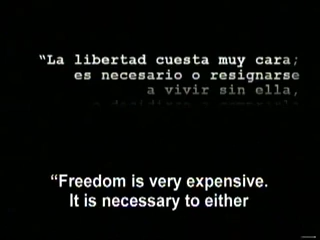 “La libertad cuesta muy cara;
es necesario o resignarse
a vivir sin ella,
“Freedom is very expensive.
It is necessary to either